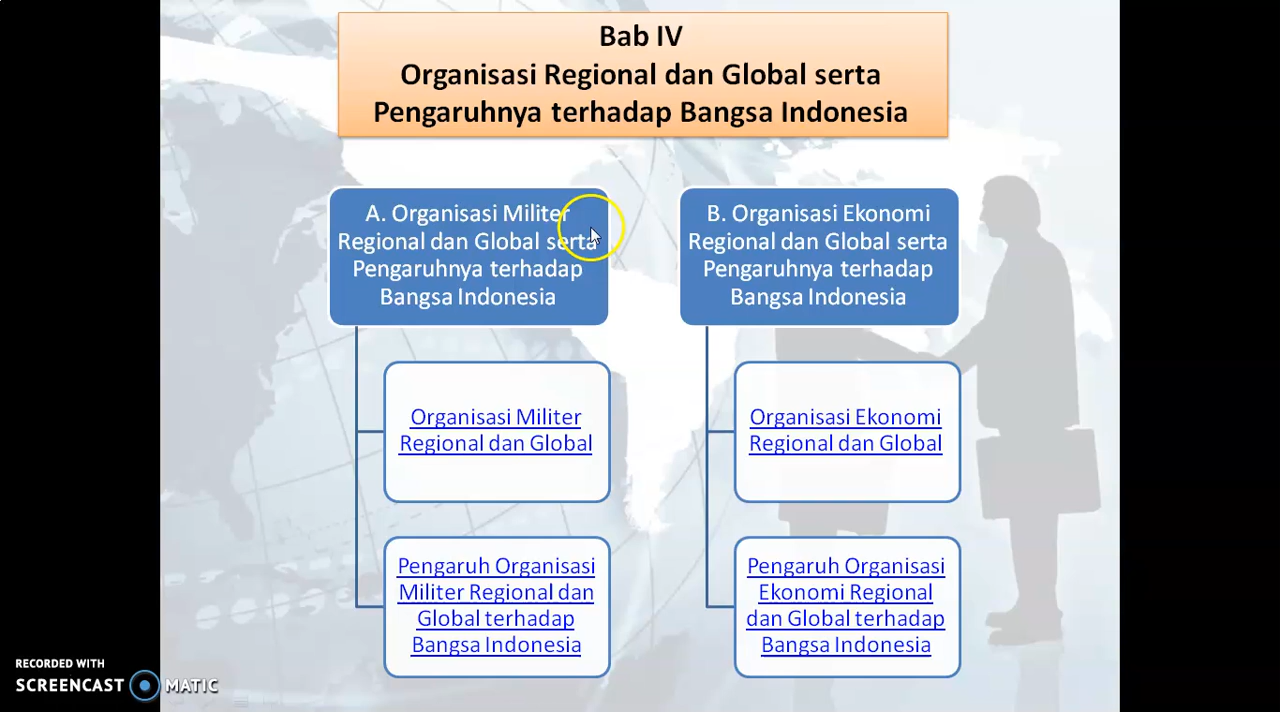 Bab IV
Organisasi Regional dan Global serta
Pengaruhnya terhadap Bangsa Indonesia
A. Organisasi Militer
Regional dan Global serta
Pengaruhnya terhadap
Bangsa Indonesia
Organisasi Militer
Regional dan Global
Pengaruh Organisasi
Militer Regional dan
Global terhadap
Bangsa Indonesia
B. Organisasi Ekonomi
Regional dan Global serta
Pengaruhnya terhadap
Bangsa Indonesia
Organisasi Ekonomi
Regional dan Global
Pengaruh Organisasi
Ekonomi Regional
dan Global terhadap
Bangsa Indonesia
RECORDED WITH
SCREENCAST MATIC